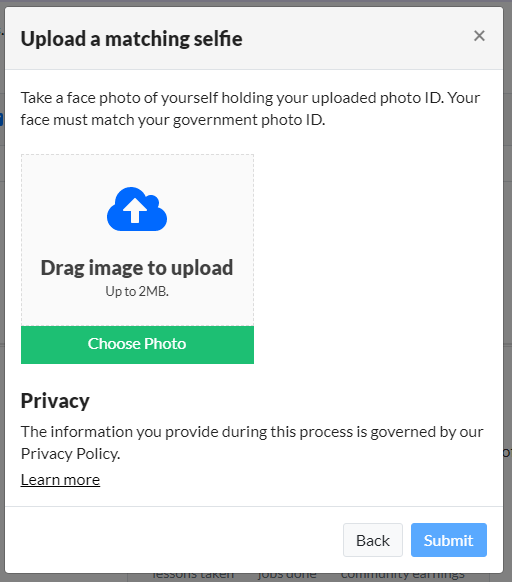 Upload a matching selfie
×
Take a face photo of yourself holding your uploaded photo ID. Your
face must match your government photo ID.
Drag image to upload
Up to 2MB.
Choose Photo
Privacy
The information you provide during this process is governed by our
Privacy Policy.
Learn more
Back
Submit
lessons taken jobs done community earnings